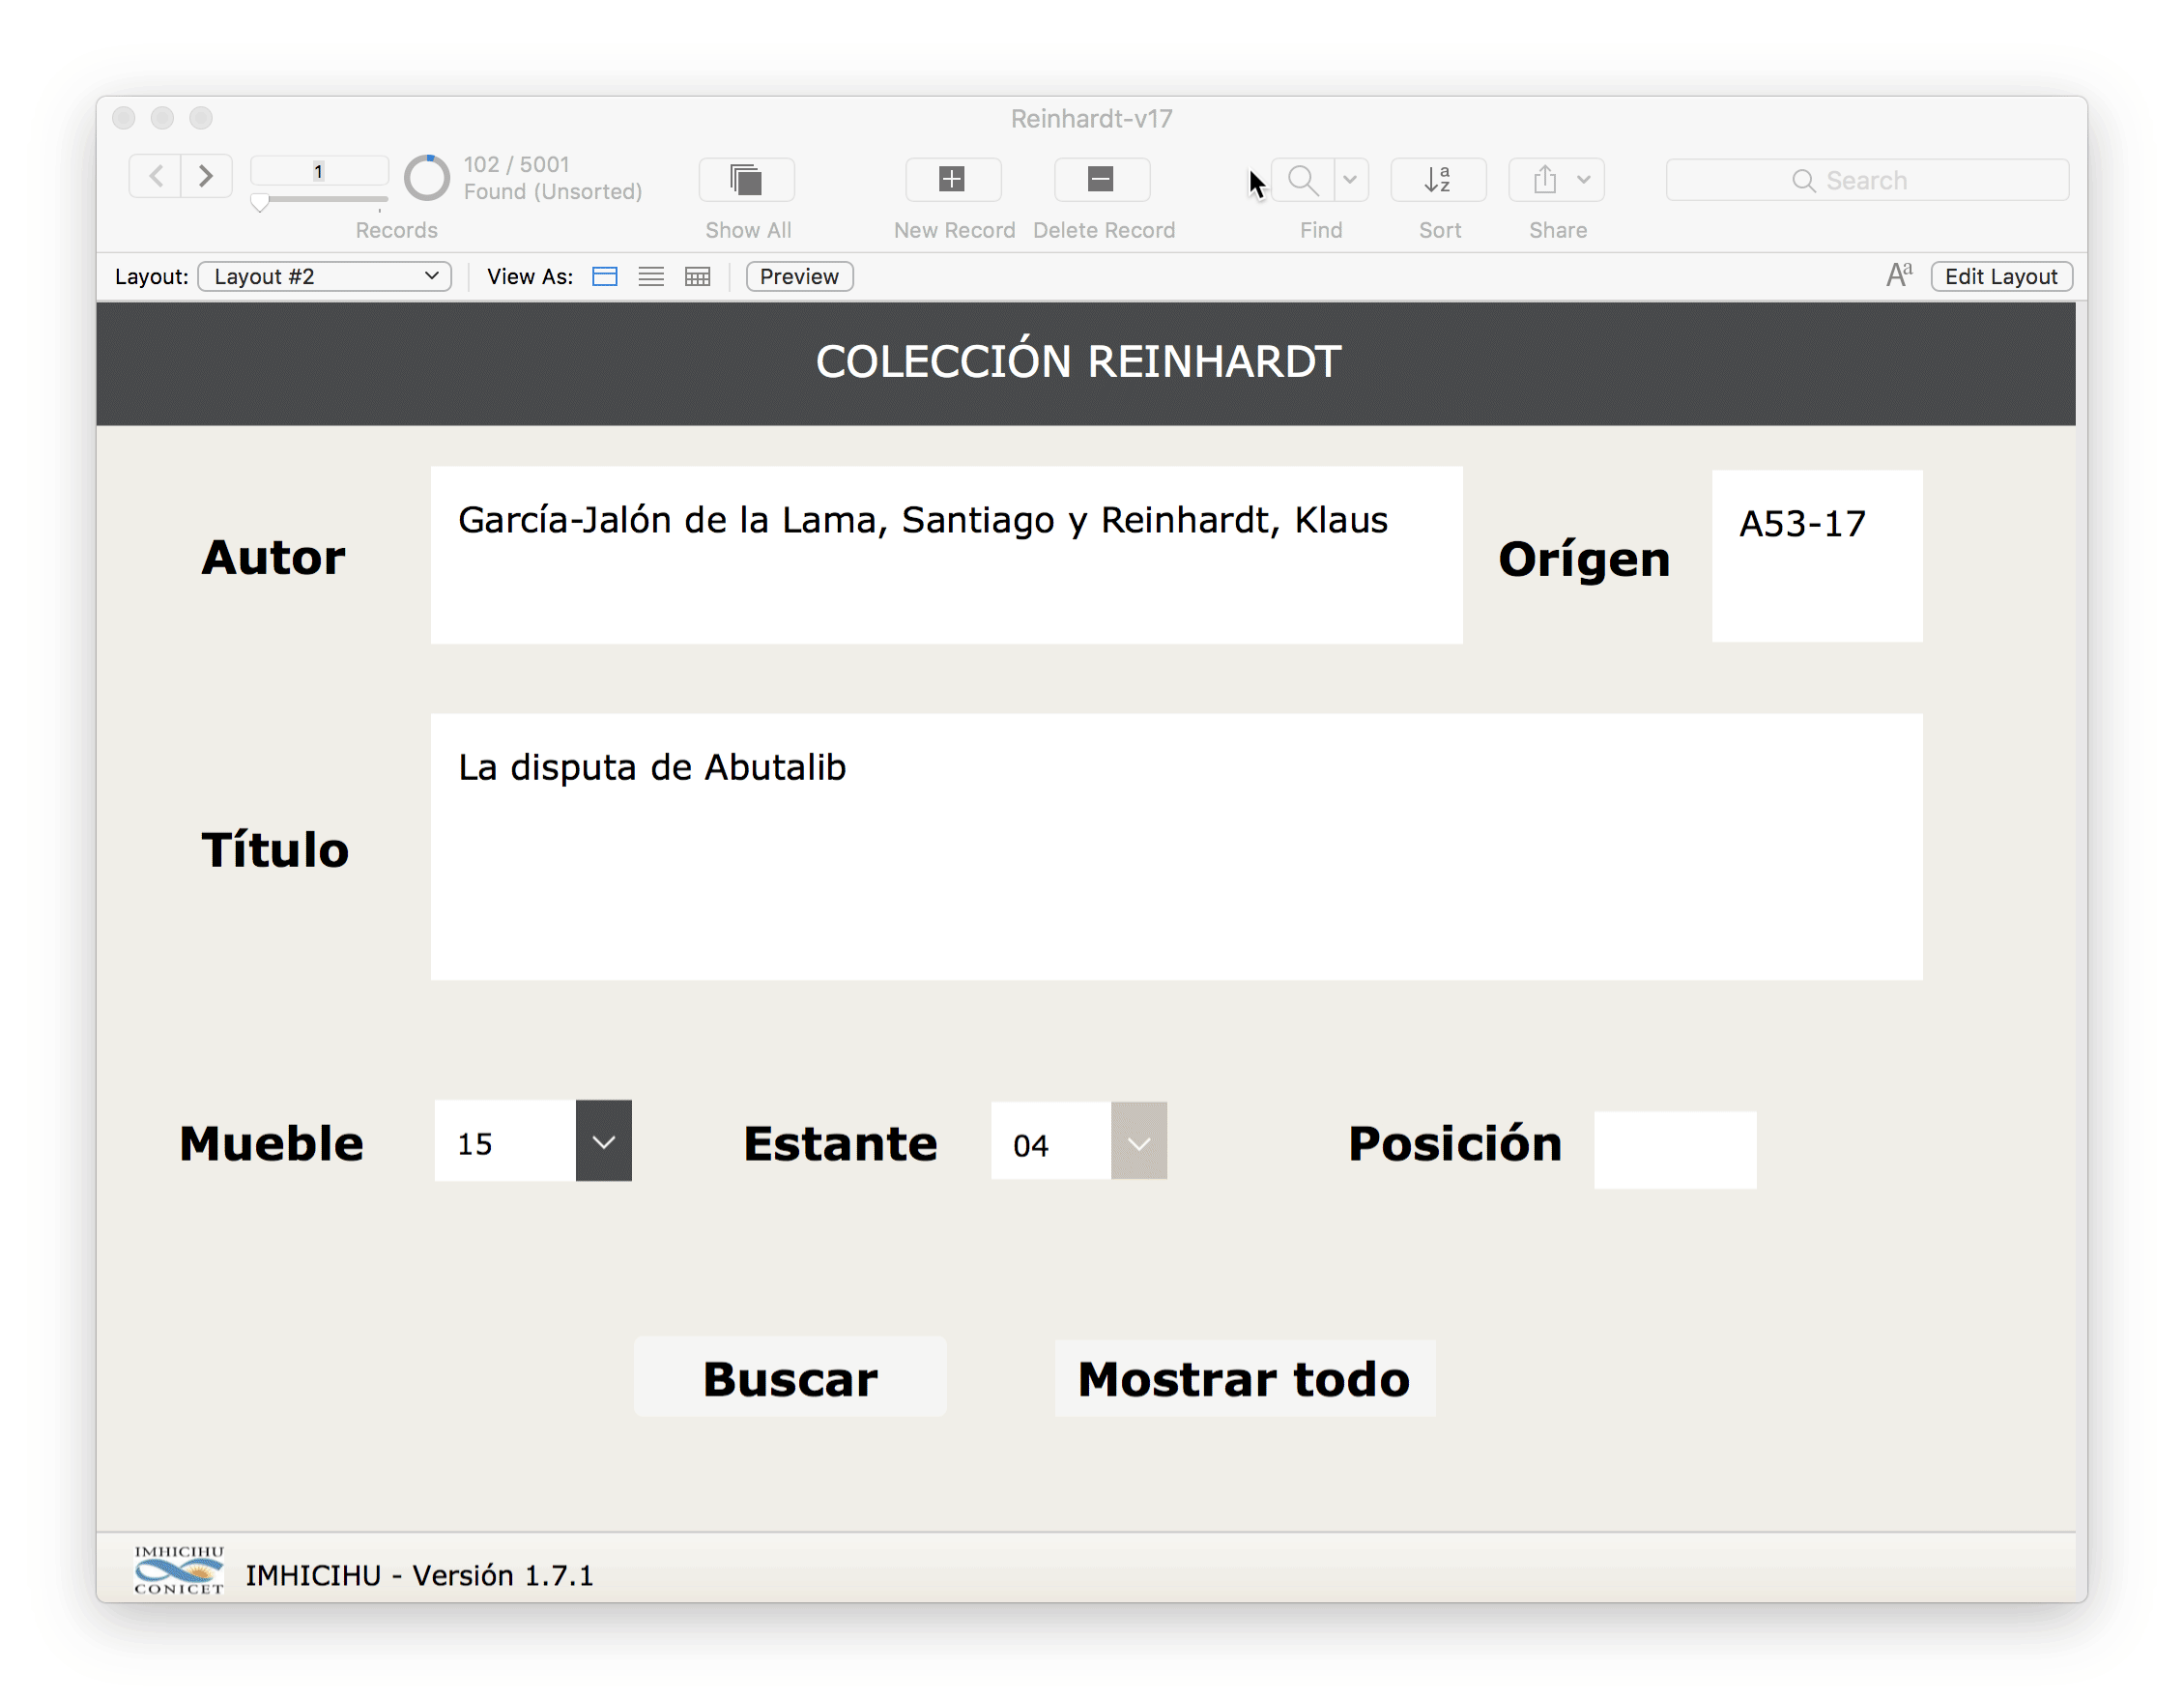 Reinhardt-v17
1
102 / 5001
Found (Unsorted)
Records
Show All
New Record
Delete Record
Find
Sort
Share
Search
Layout: Layout #2
View As:
Preview
Aa
Edit Layout
COLECCIÓN REINHARDT
Autor
García-Jalón de la Lama, Santiago y Reinhardt, Klaus
Orígen
A53-17
Título
La disputa de Abutalib
Mueble
15
Estante
04
Posición
Buscar
Mostrar todo
IMHICIHU
CONICET
IMHICIHU - Versión 1.7.1